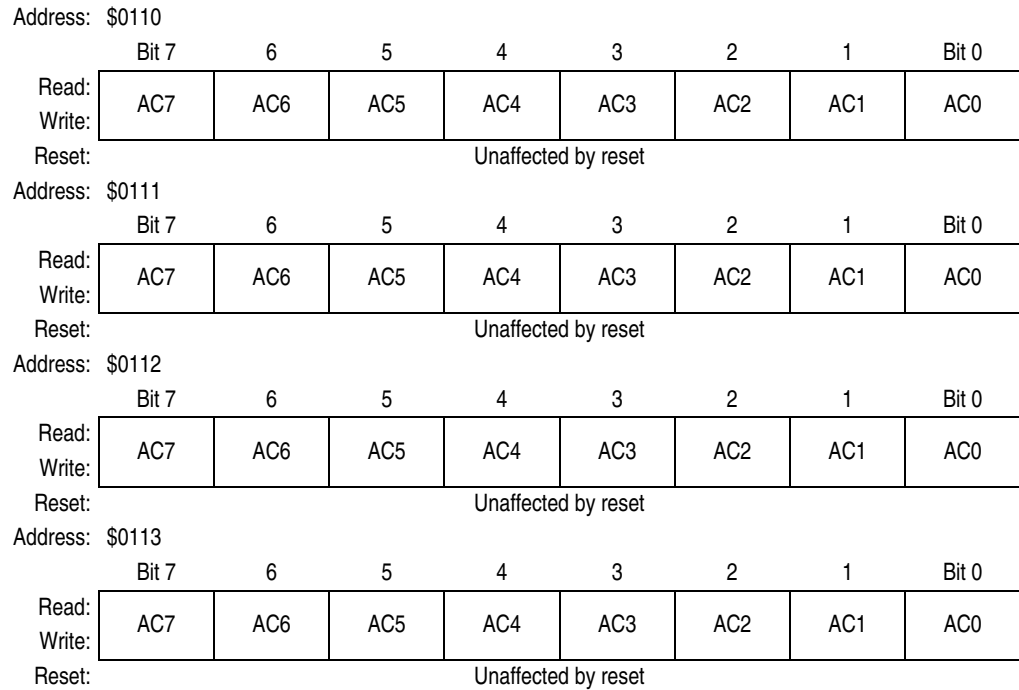 Address: $0110
Bit 7 6 5 4 3 2 1 Bit 0
Read:
AC7 AC6 AC5 AC4 AC3 AC2 AC1 AC0
Write:
Reset: Unaffected by reset
Address: $0111
Bit 7 6 5 4 3 2 1 Bit 0
Read:
AC7 AC6 AC5 AC4 AC3 AC2 AC1 AC0
Write:
Reset: Unaffected by reset
Address: $0112
Bit 7 6 5 4 3 2 1 Bit 0
Read:
AC7 AC6 AC5 AC4 AC3 AC2 AC1 AC0
Write:
Reset: Unaffected by reset
Address: $0113
Bit 7 6 5 4 3 2 1 Bit 0
Read:
AC7 AC6 AC5 AC4 AC3 AC2 AC1 AC0
Write:
Reset: Unaffected by reset